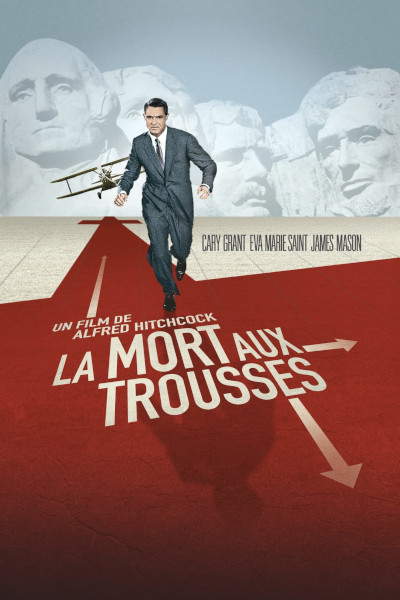 CARY GRANT EVA MARIE SAINT JAMES MASON
UN FILM DE
ALFRED HITCHCOCK
LA MORT AUX
TROUSSES